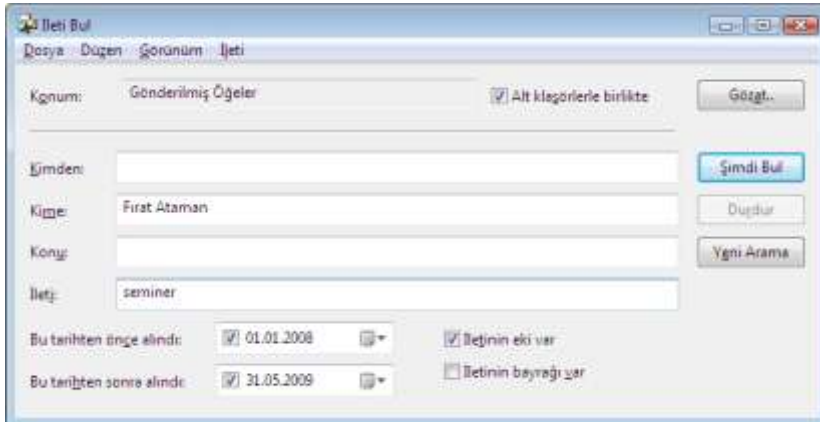 İleti Bul
Dosya Düzen Görünüm İleti
Konum: Gönderilmiş Öğeler Alt klasörlerle birlikte Gözat..
Kimden: Şimdi Bul
Kime: Fırat Ataman Durdur
Konu: Yeni Arama
İleti: seminer
Bu tarihten önce alındı: 01.01.2008 İletinin eki var
Bu tarihten sonra alındı: 31.05.2009 İletinin bayrağı var